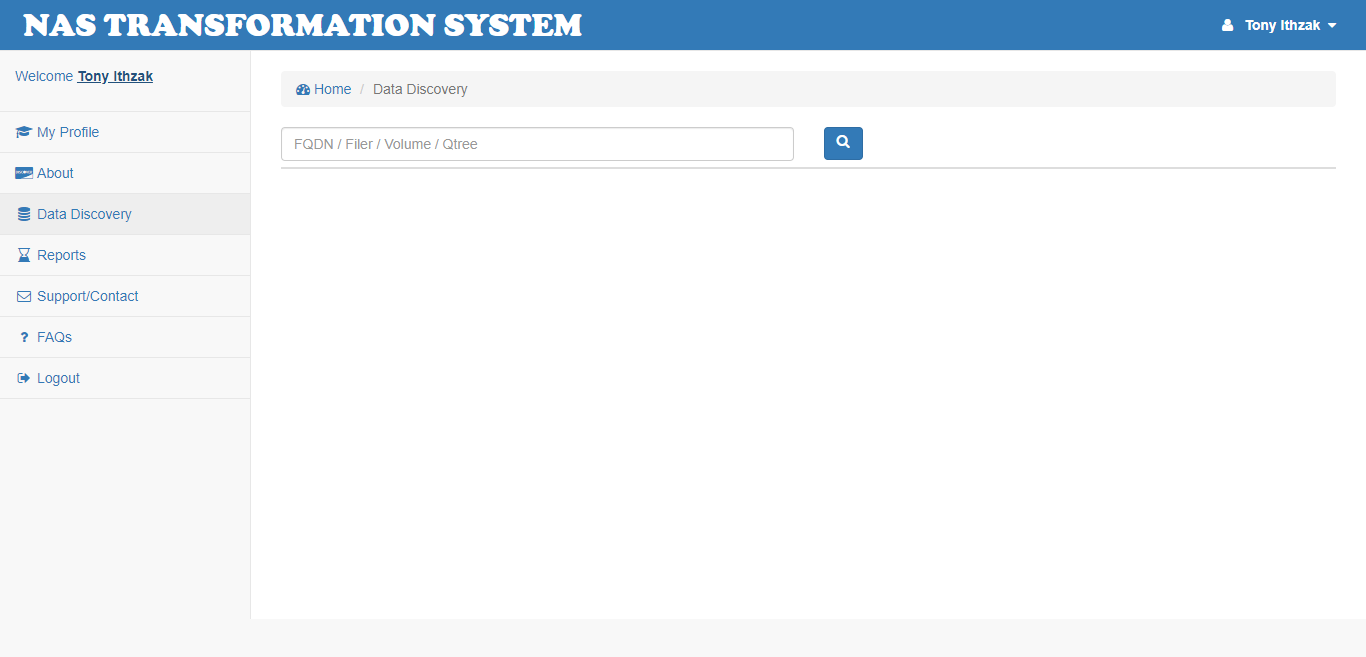 NAS TRANSFORMATION SYSTEM
Tony Ithzak
Welcome Tony Ithzak
My Profile
About
Data Discovery
Reports
Support/Contact
FAQs
Logout
Home / Data Discovery
FQDN / Filer / Volume / Qtree